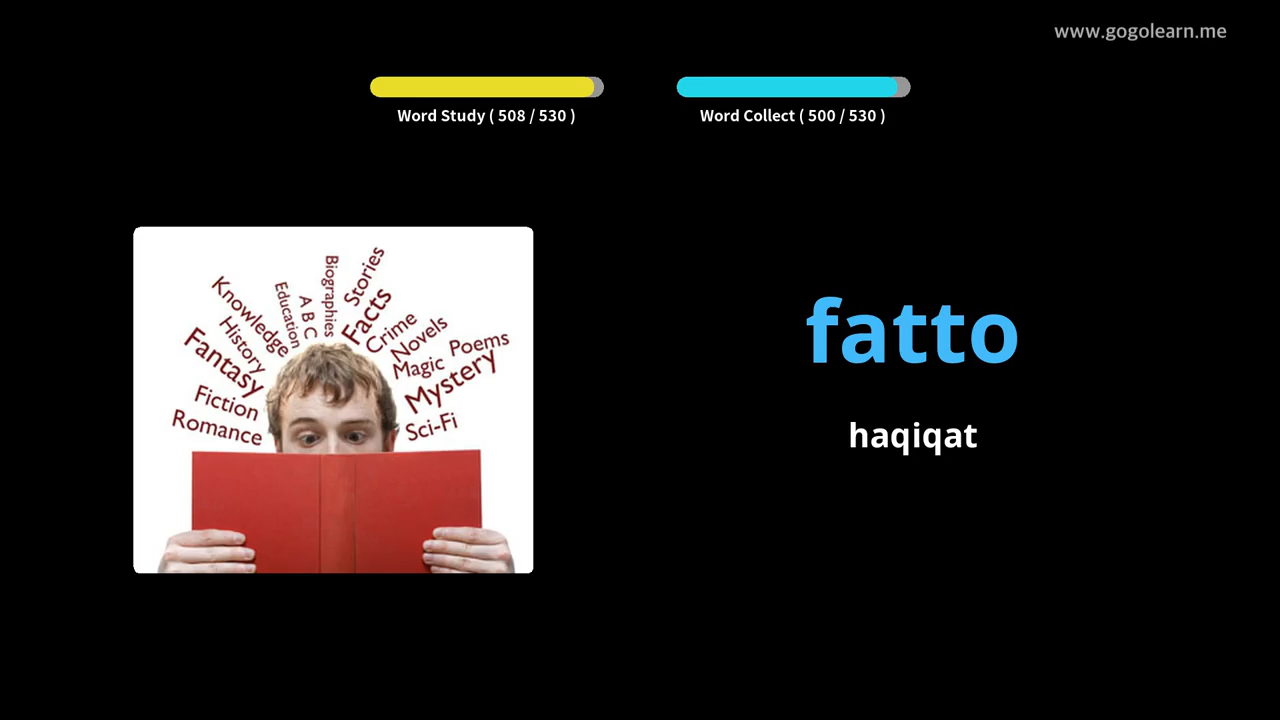 www.gogolearn.me
Word Study ( 508 / 530 )
Word Collect ( 500 / 530 )
Biographies
Stories
Education
A B C
Facts
Knowledge
Crime
History
Novels
Poems
Fantasy
Magic
Mystery
Fiction
Romance
Sci-Fi
fatto
haqiqat